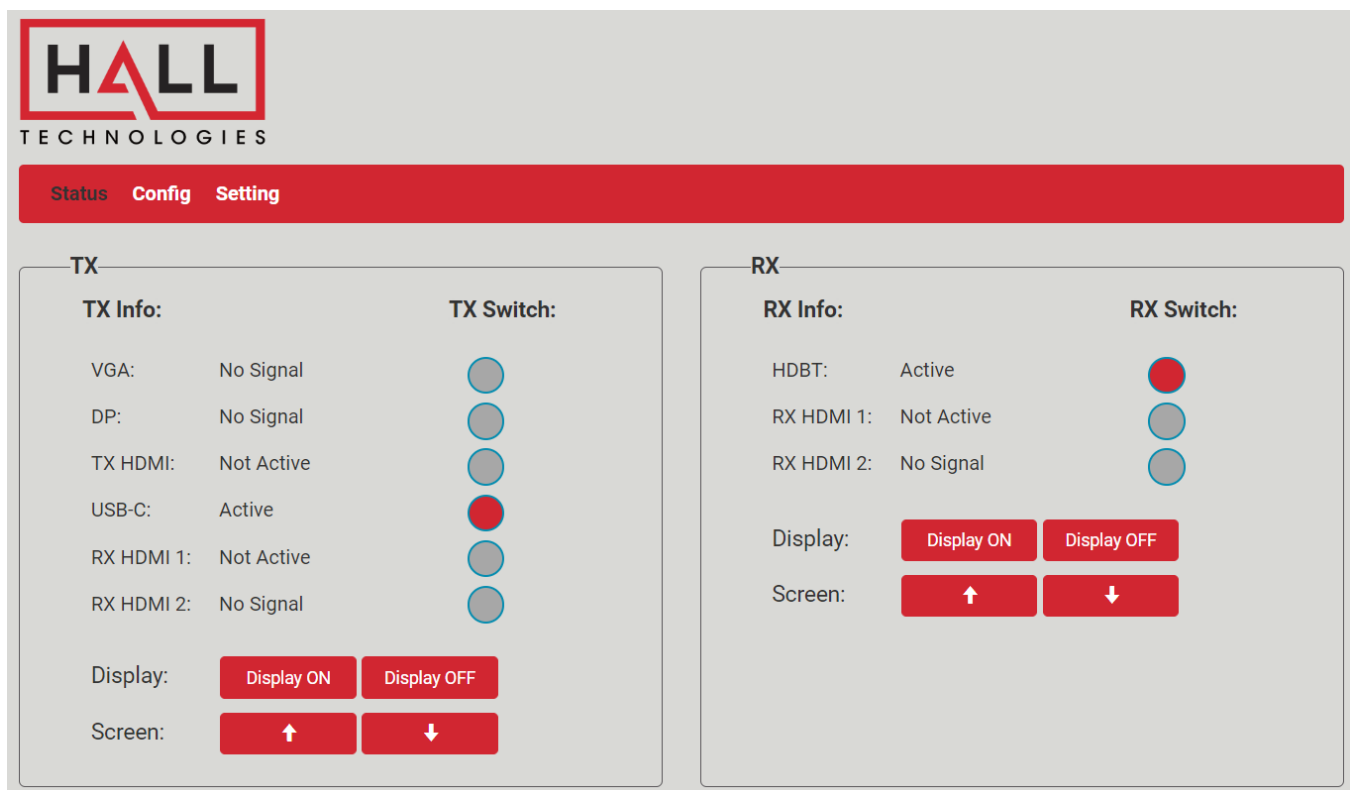 HALL
TECHNOLOGIES
Status Config Setting
TX
TX Info: TX Switch:
VGA: No Signal
DP: No Signal
TX HDMI: Not Active
USB-C: Active
RX HDMI 1: Not Active
RX HDMI 2: No Signal
Display: Display ON Display OFF
Screen:
RX
RX Info: RX Switch:
HDBT: Active
RX HDMI 1: Not Active
RX HDMI 2: No Signal
Display: Display ON Display OFF
Screen: